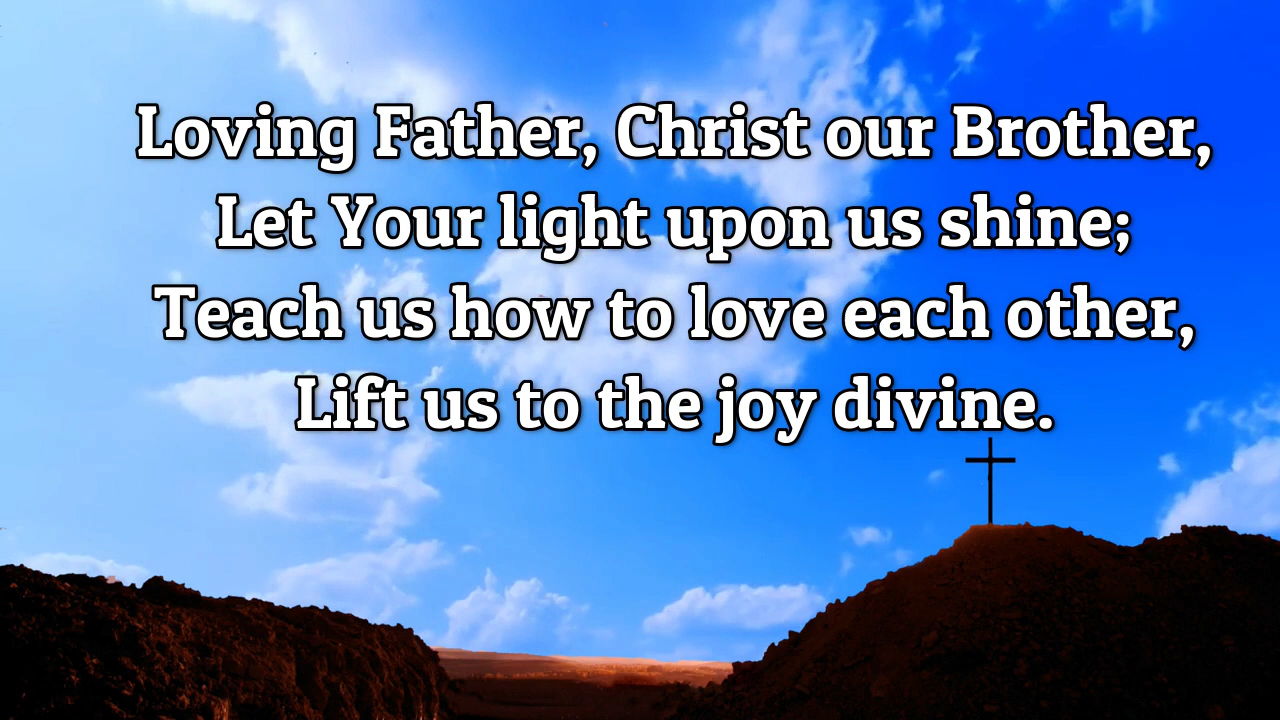 Loving Father, Christ our Brother,
Let Your light upon us shine;
Teach us how to love each other,
Lift us to the joy divine.